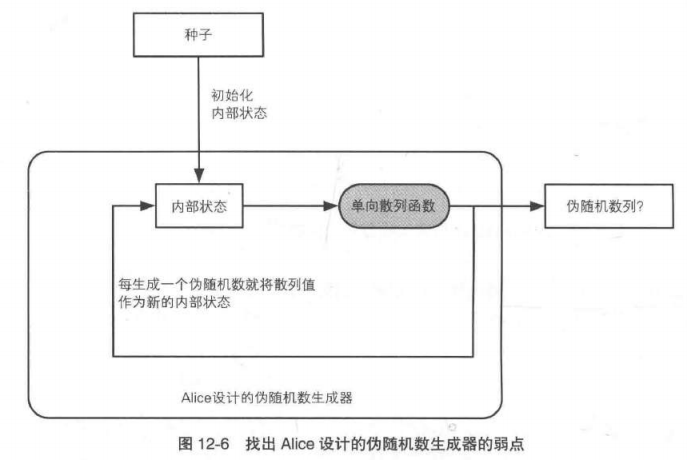 种子
初始化
内部状态
内部状态
单向散列函数
伪随机数列?
每生成一个伪随机数就将散列值
作为新的内部状态
Alice设计的伪随机数生成器
图 12-6 找出 Alice 设计的伪随机数生成器的弱点